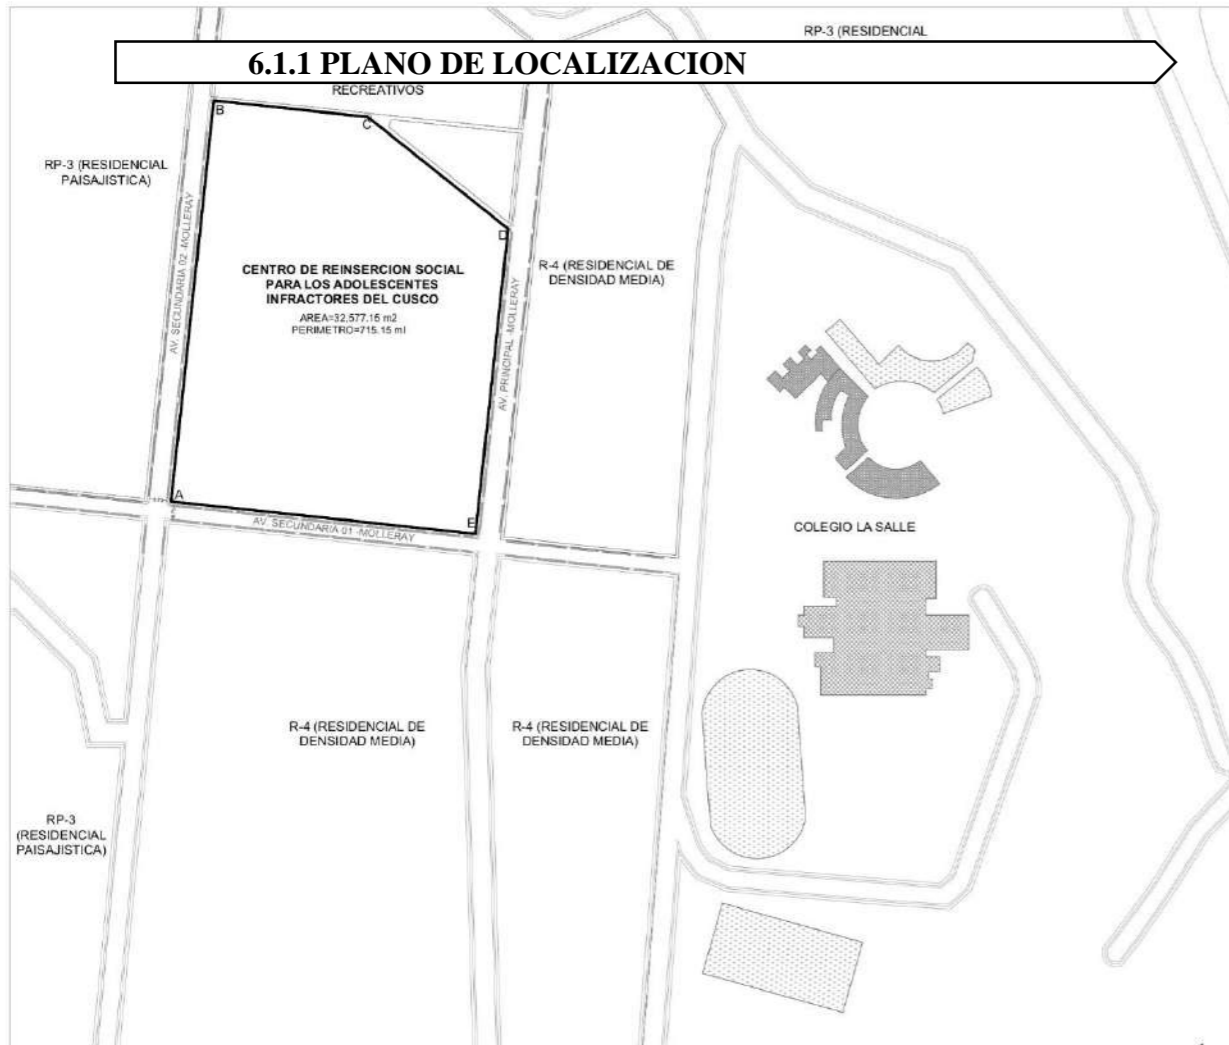 RP-3 (RESIDENCIAL
6.1.1 PLANO DE LOCALIZACION
RECREATIVOS
B
C
RP-3 (RESIDENCIAL
PAISAJISTICA)
AV. SECUNDARIA 02 -MOLLERAY
D
CENTRO DE REINSERCION SOCIAL
PARA LOS ADOLESCENTES
INFRACTORES DEL CUSCO
AREA=32,577.15 m2
PERIMETRO=715.15 ml
AV. PRINCIPAL -MOLLERAY
R-4 (RESIDENCIAL DE
DENSIDAD MEDIA)
A
E
AV. SECUNDARIA 01 -MOLLERAY
COLEGIO LA SALLE
R-4 (RESIDENCIAL DE
DENSIDAD MEDIA)
R-4 (RESIDENCIAL DE
DENSIDAD MEDIA)
RP-3
(RESIDENCIAL
PAISAJISTICA)